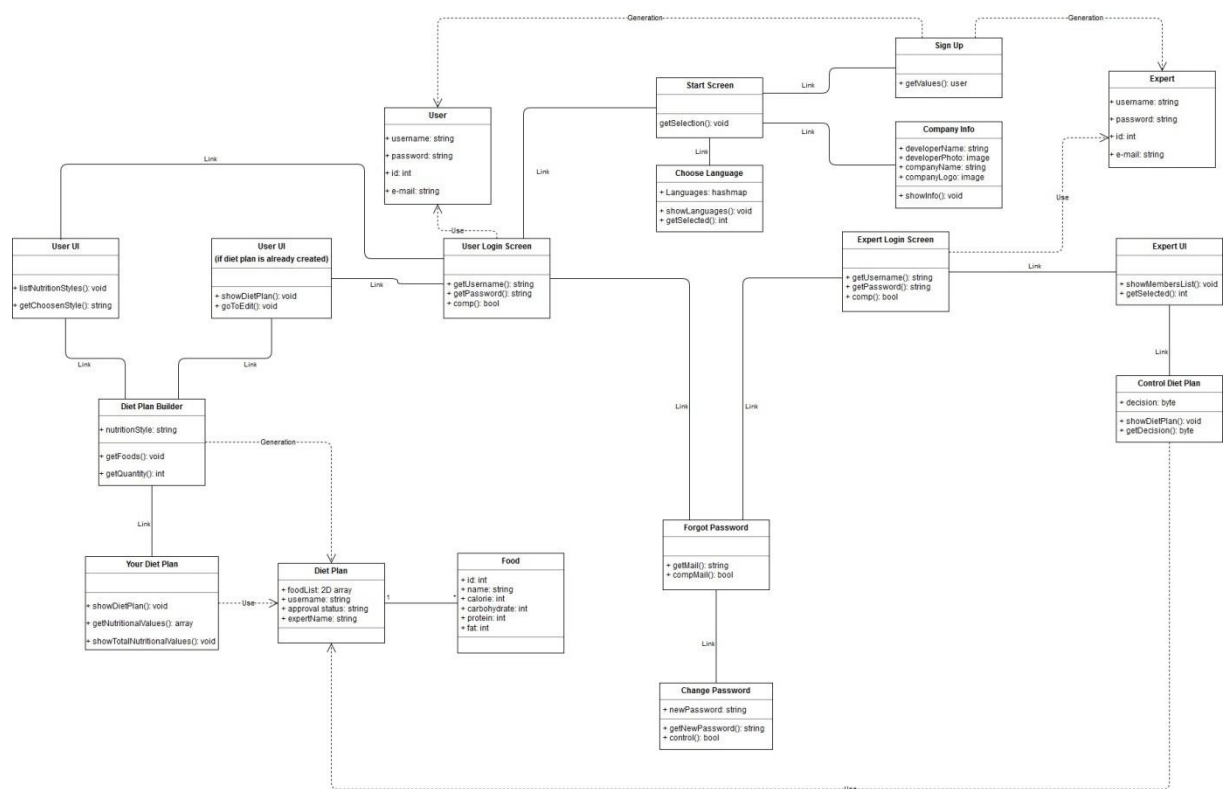 Generation
Generation
Sign Up
+ getValues(): user
Link
Start Screen
getSelection(): void
Link
Link
Link
Expert
+ username: string
+ password: string
+ id: int
+ e-mail: string
User
+ username: string
+ password: string
+ id: int
+ e-mail: string
Company Info
+ developerName: string
+ developerPhoto: image
+ companyName: string
+ companyLogo: image
+ showInfo(): void
Choose Language
+ Languages: hashmap
+ showLanguages(): void
+ getSelected(): int
Link
Use
Use
User UI
+ listNutritionStyles(): void
+ getChoosenStyle(): string
User UI
(if diet plan is already created)
+ showDietPlan(): void
+ goToEdit(): void
Link
User Login Screen
+ getUsername(): string
+ getPassword(): string
+ comp(): bool
Expert Login Screen
+ getUsername(): string
+ getPassword(): string
+ comp(): bool
Link
Expert UI
+ showMembersList(): void
+ getSelected(): int
Link
Link
Link
Control Diet Plan
+ decision: byte
+ showDietPlan(): void
+ getDecision(): byte
Diet Plan Builder
+ nutritionStyle: string
+ getFoods(): void
+ getQuantity(): int
Generation
Link
Link
Link
Forgot Password
+ getMail(): string
+ compMail(): bool
Your Diet Plan
+ showDietPlan(): void
+ getNutritionalValues(): array
+ showTotalNutritionalValues(): void
Use
Diet Plan
+ foodList: 2D array
+ username: string
+ approval status: string
+ expertName: string
1
*
Food
+ id: int
+ name: string
+ calorie: int
+ carbohydrate: int
+ protein: int
+ fat: int
Link
Change Password
+ newPassword: string
+ getNewPassword(): string
+ control(): bool
Use